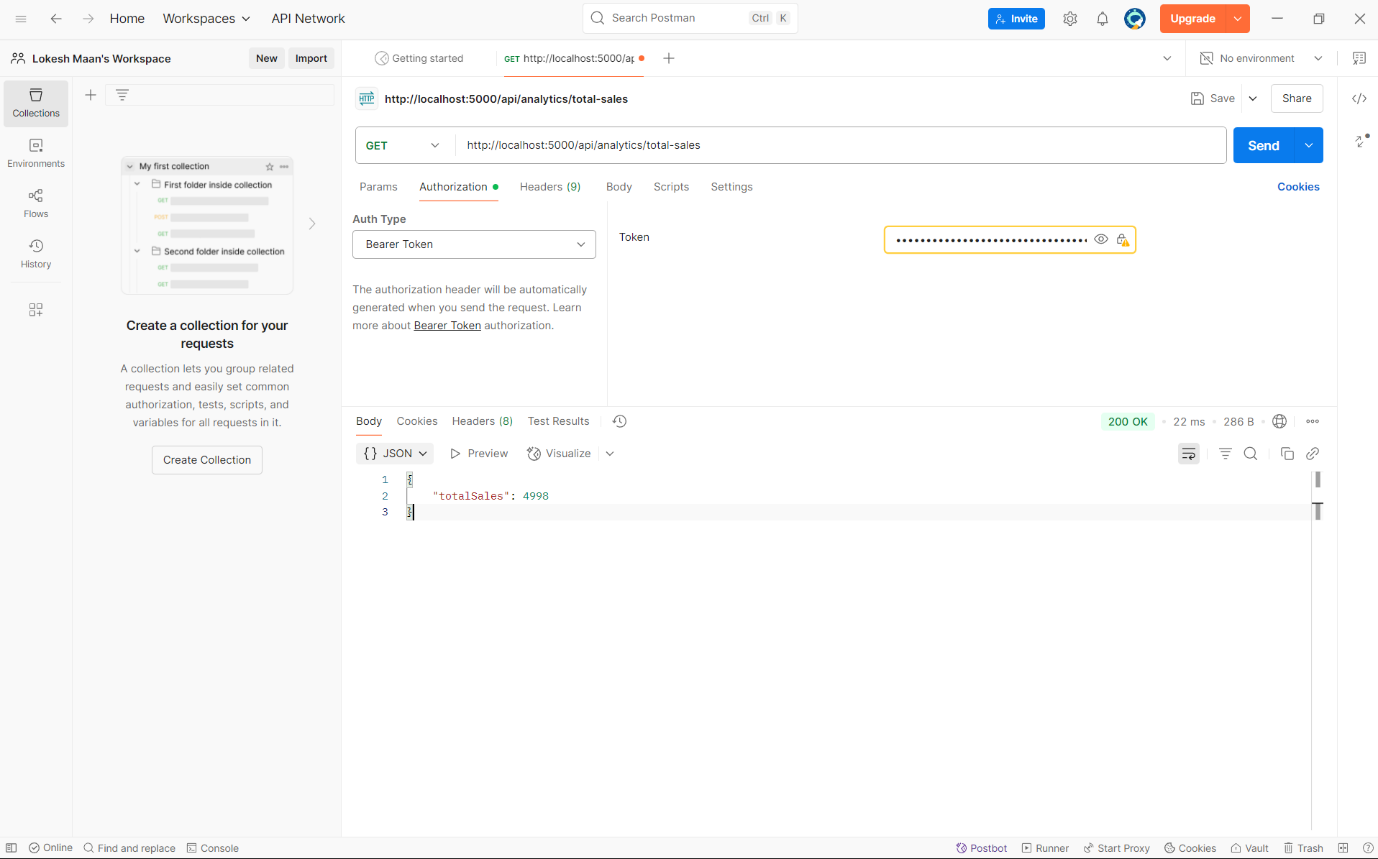 Home
Workspaces
API Network
Search Postman
Ctrl
K
Invite
Upgrade
Lokesh Maan's Workspace
New
Import
Getting started
GET http://localhost:5000/ap
No environment
Collections
Environments
Flows
History
My first collection
First folder inside collection
GET
POST
GET
Second folder inside collection
GET
GET
Create a collection for your
requests
A collection lets you group related
requests and easily set common
authorization, tests, scripts, and
variables for all requests in it.
Create Collection
HTTP
http://localhost:5000/api/analytics/total-sales
Save
Share
GET
http://localhost:5000/api/analytics/total-sales
Send
Params
Authorization
Headers (9)
Body
Scripts
Settings
Cookies
Auth Type
Bearer Token
The authorization header will be automatically
generated when you send the request. Learn
more about Bearer Token authorization.
Token
Body
Cookies
Headers (8)
Test Results
200 OK
22 ms
286 B
{ } JSON
Preview
Visualize
1 {
2 "totalSales": 4998
3 }
Online
Find and replace
Console
Postbot
Runner
Start Proxy
Cookies
Vault
Trash